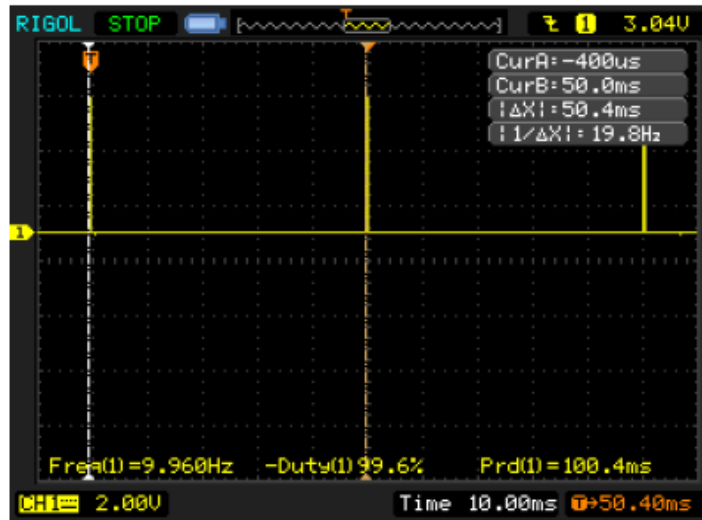 RIGOL STOP T 1 3.04V
T
CurA:-400us
CurB:50.0ms
|ΔX|:50.4ms
|1/ΔX|: 19.8Hz
1
Freq(1)=9.960Hz -Duty(1)99.6% Prd(1)=100.4ms
CH1 2.00V Time 10.00ms T→50.40ms